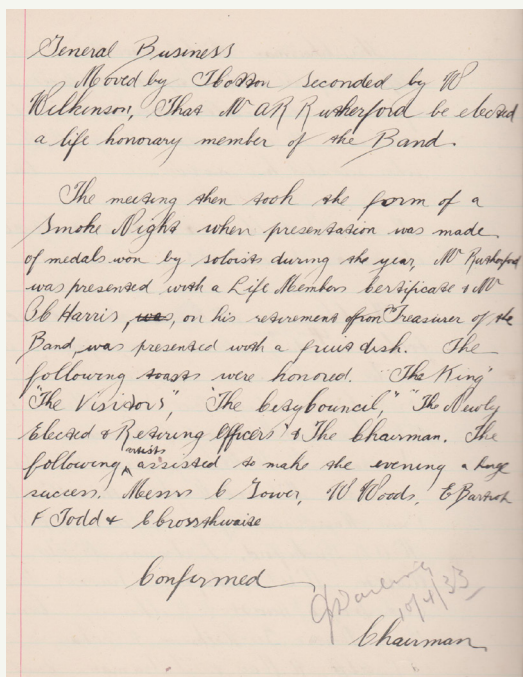 General Business
Moved by T Botson Seconded by W
Wilkinson, That Mr A R Rutherford be elected
a life honorary member of the Band.
The meeting then took the form of a
Smoke Night when presentation was made
of medals won by soloists during the year, Mr Rutherford
was presented with a Life Members Certificate & Mr
Harris was, on his retirement from Treasurer of the
Band, was presented with a fruit dish. The
following toasts were honored. "The King"
"The Visitors", "The City Council," "The Newly
Elected & Retiring Officers" & The Chairman. The
following artists assisted to make the evening a huge
success. Messrs C Gower, W Woods, E
F Todd & C Crossthwaite
Confirmed
10/4/33
Chairman